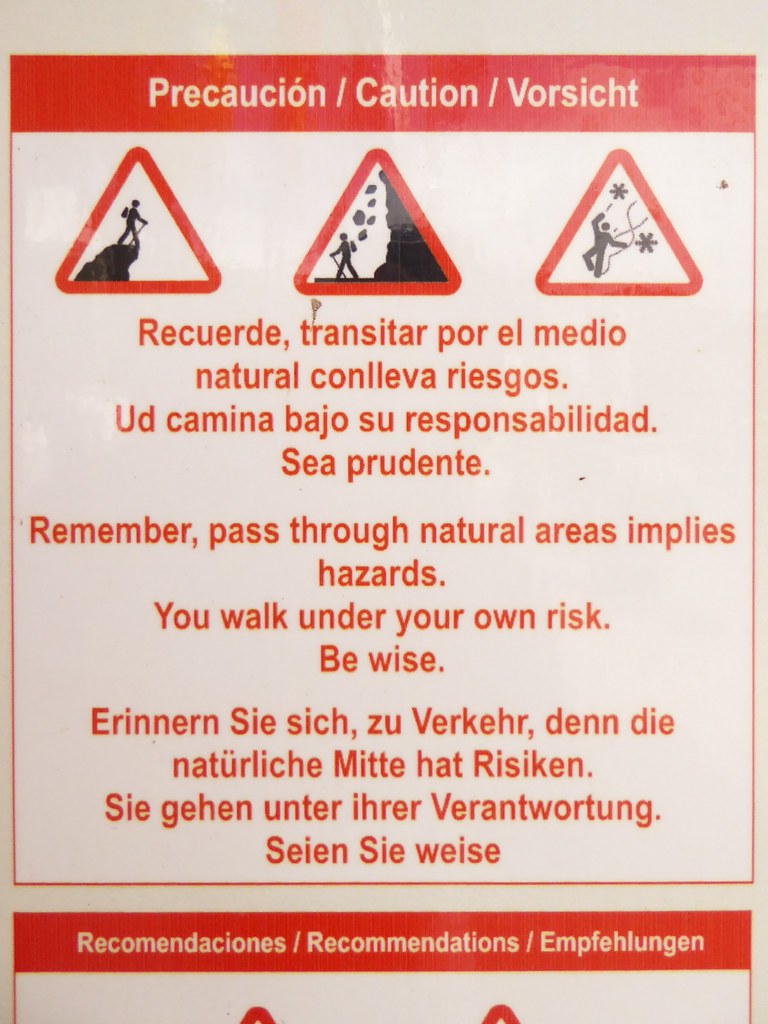 Precaución / Caution / Vorsicht
Recuerde, transitar por el medio
natural conlleva riesgos.
Ud camina bajo su responsabilidad.
Sea prudente.
Remember, pass through natural areas implies
hazards.
You walk under your own risk.
Be wise.
Erinnern Sie sich, zu Verkehr, denn die
natürliche Mitte hat Risiken.
Sie gehen unter ihrer Verantwortung.
Seien Sie weise
Recomendaciones / Recommendations / Empfehlungen